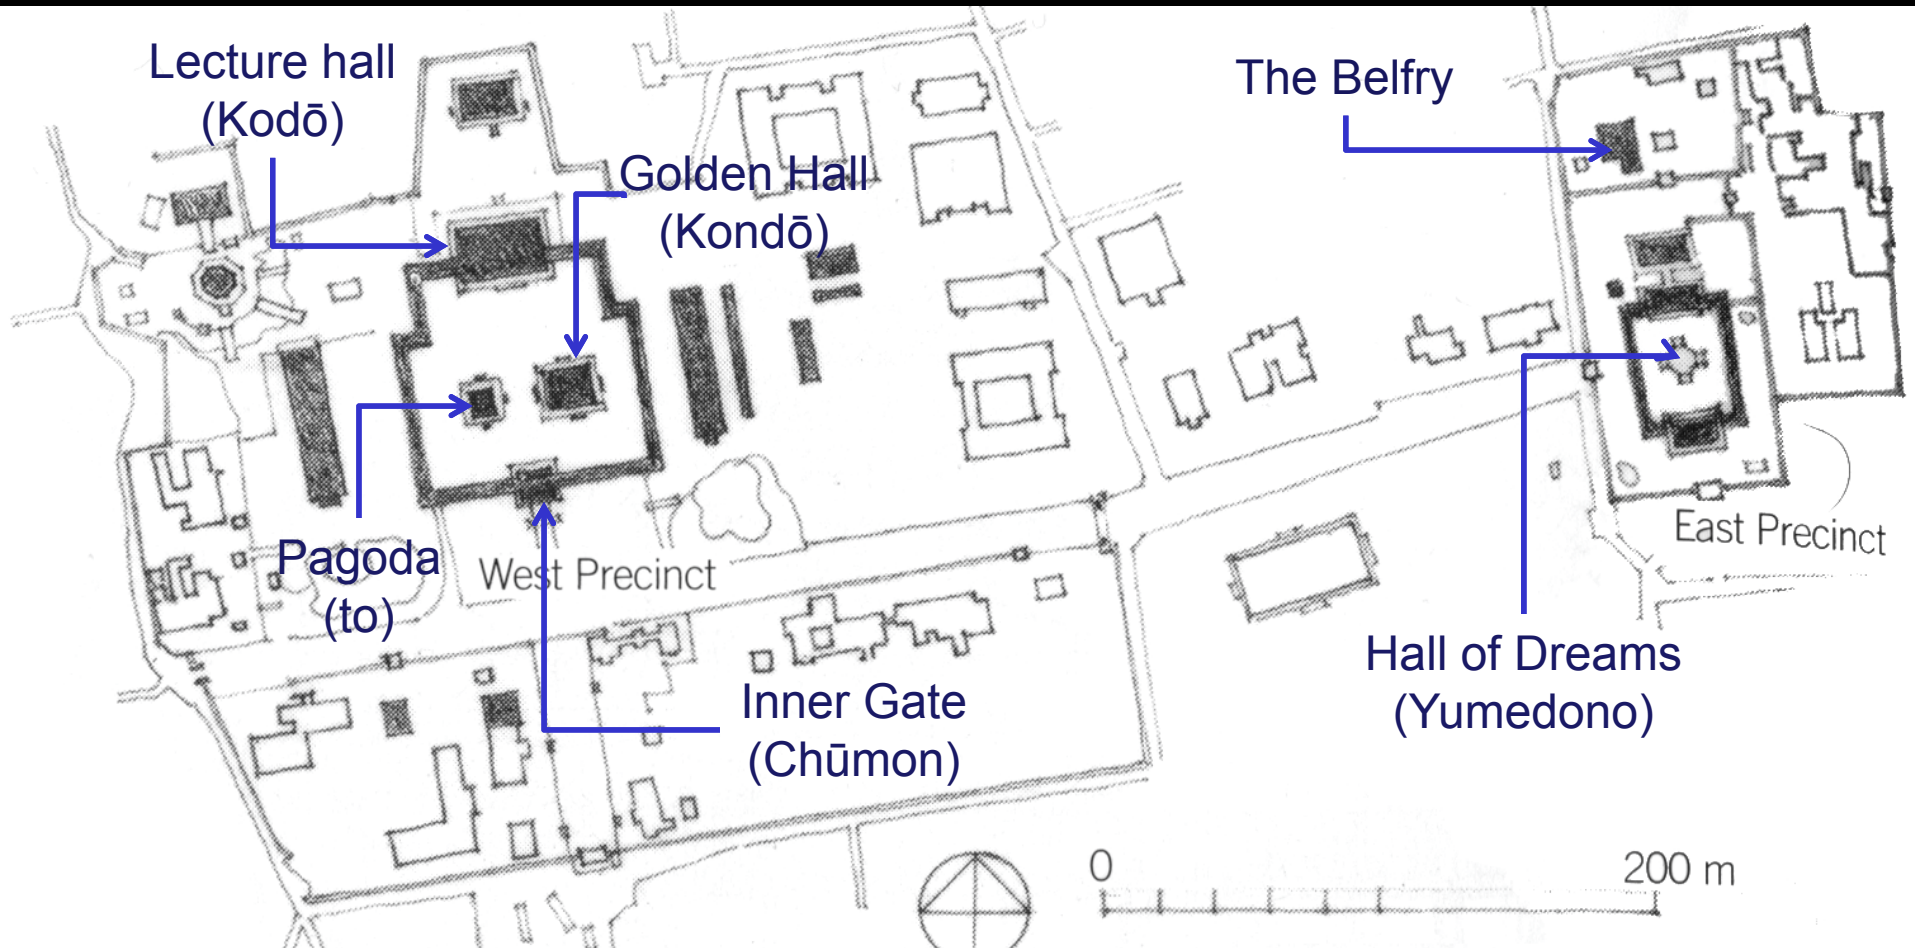 Lecture hall
(Kodō)
The Belfry
Golden Hall
(Kondō)
Pagoda
(to)
West Precinct
East Precinct
Inner Gate
(Chūmon)
Hall of Dreams
(Yumedono)
0
200 m